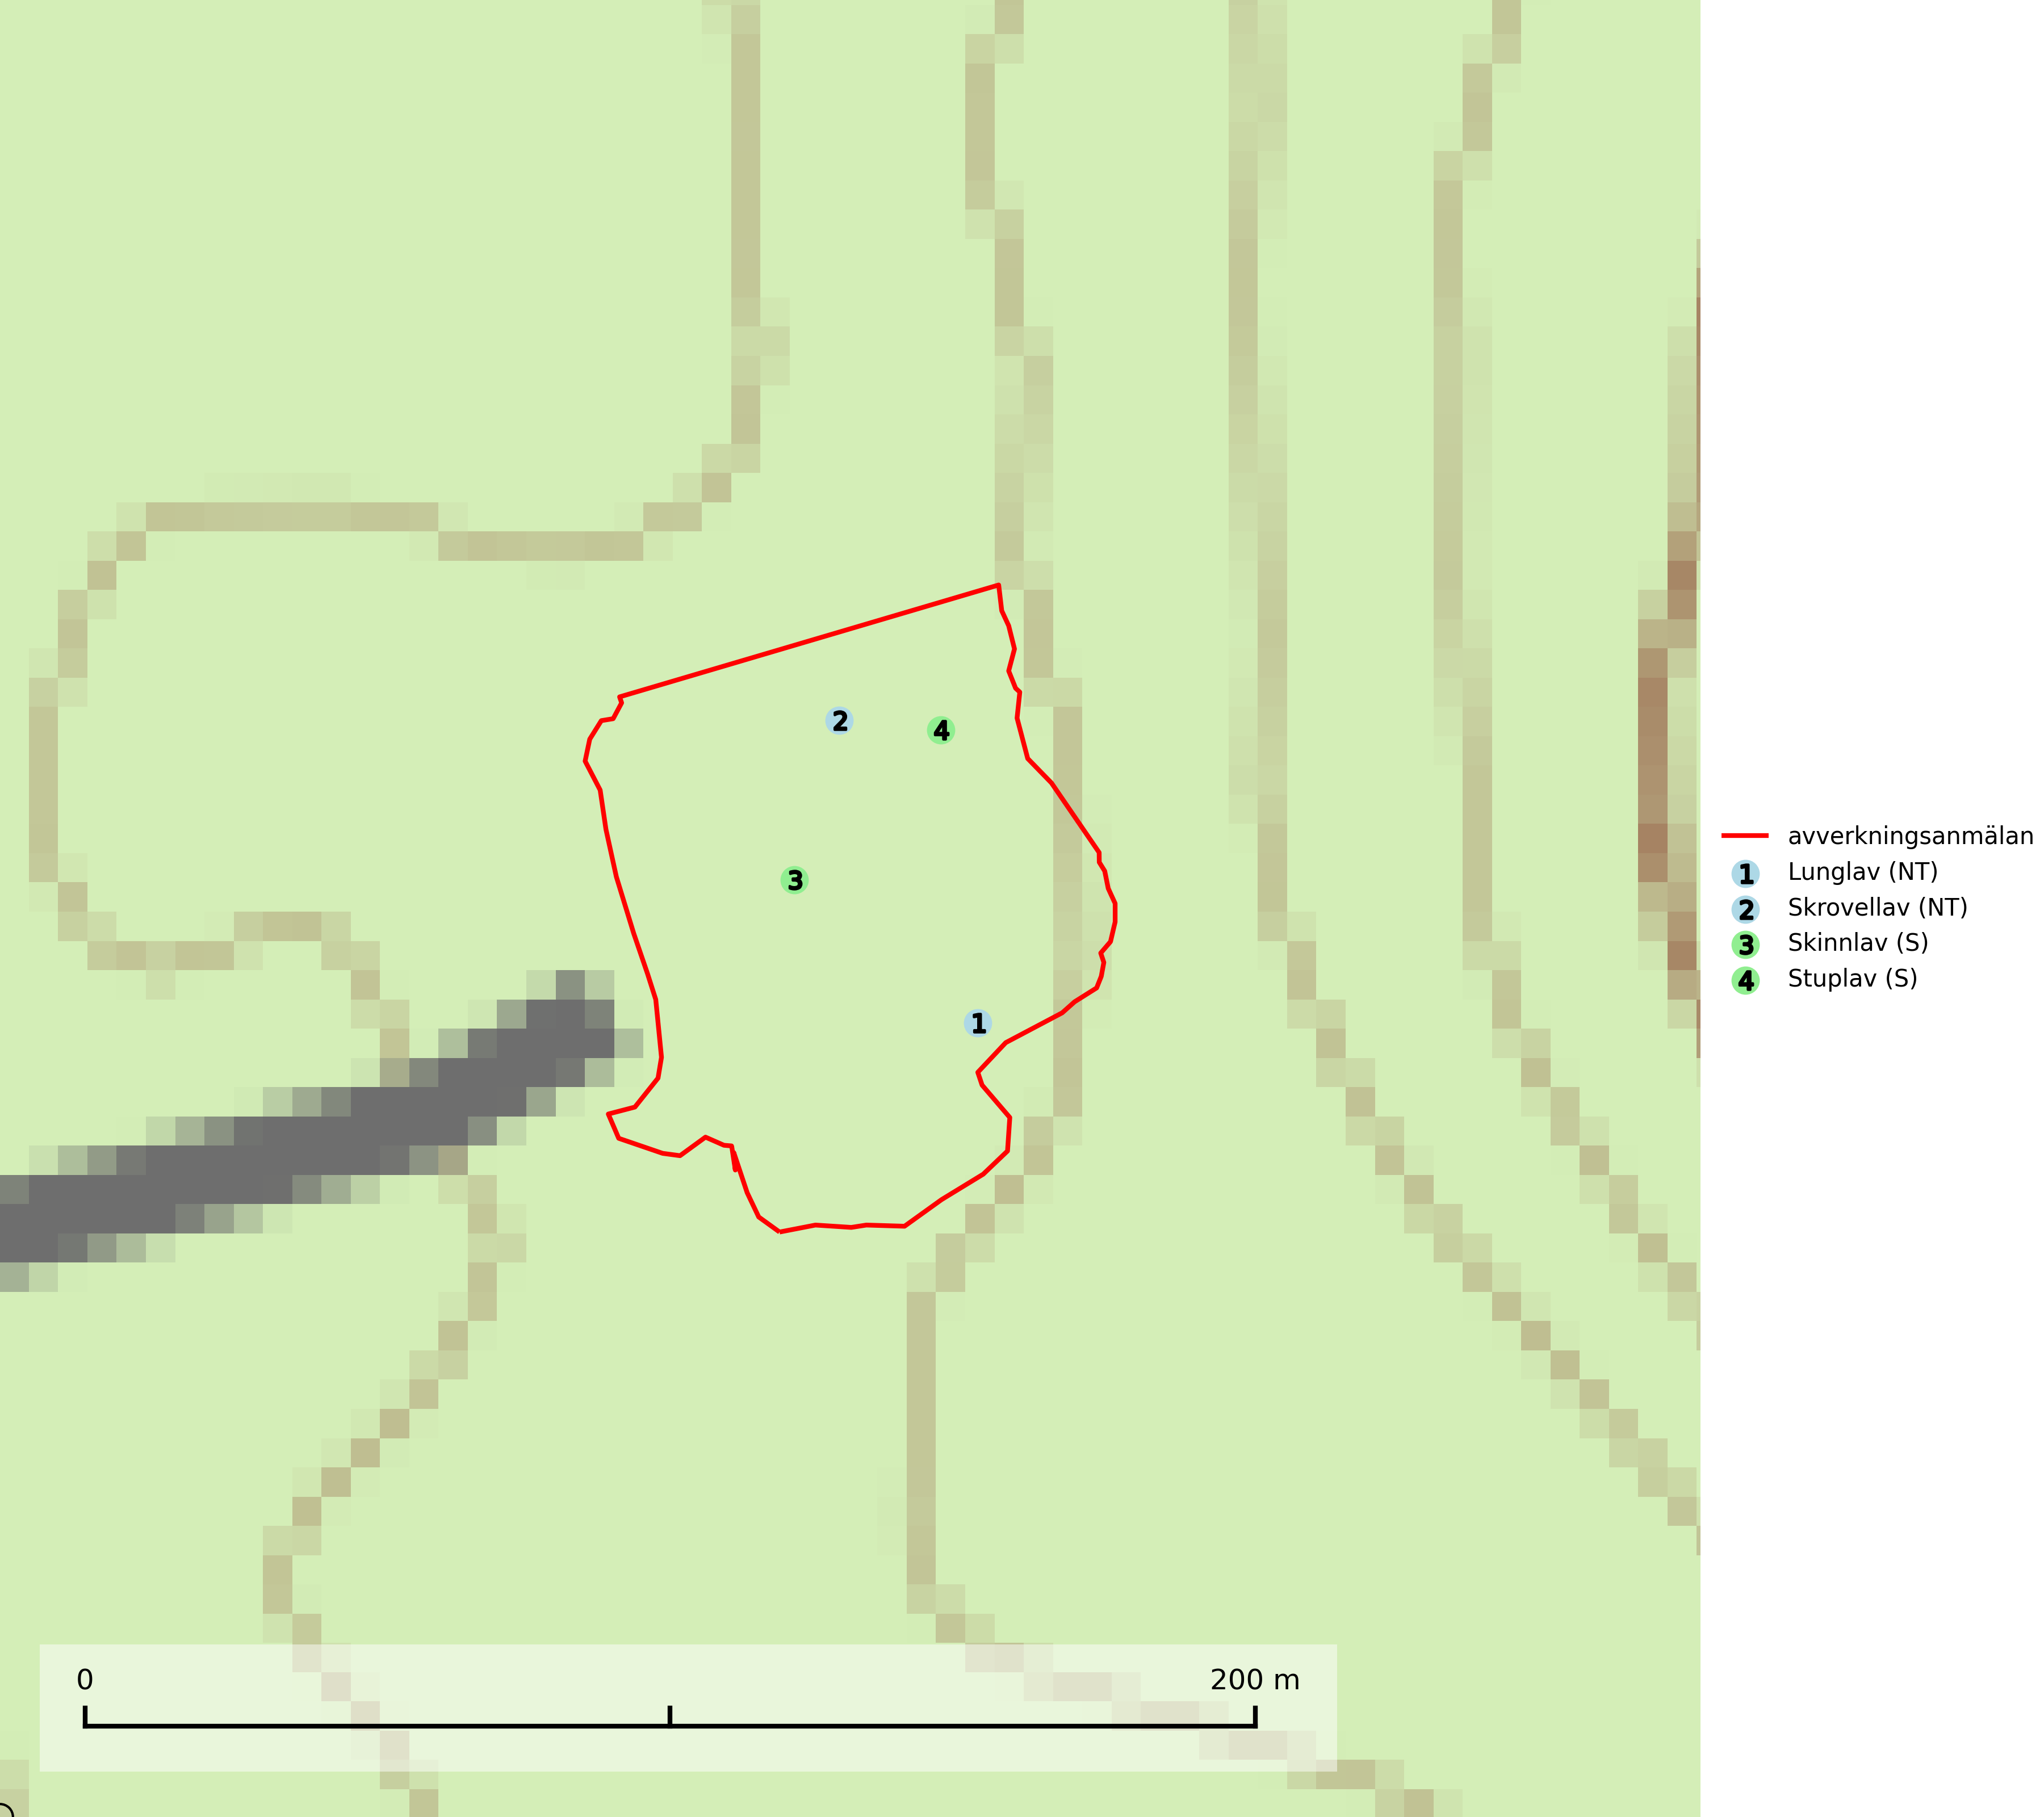 2
4
3
1
avverkningsanmälan
1 Lunglav (NT)
2 Skrovellav (NT)
3 Skinnlav (S)
4 Stuplav (S)
0 200 m